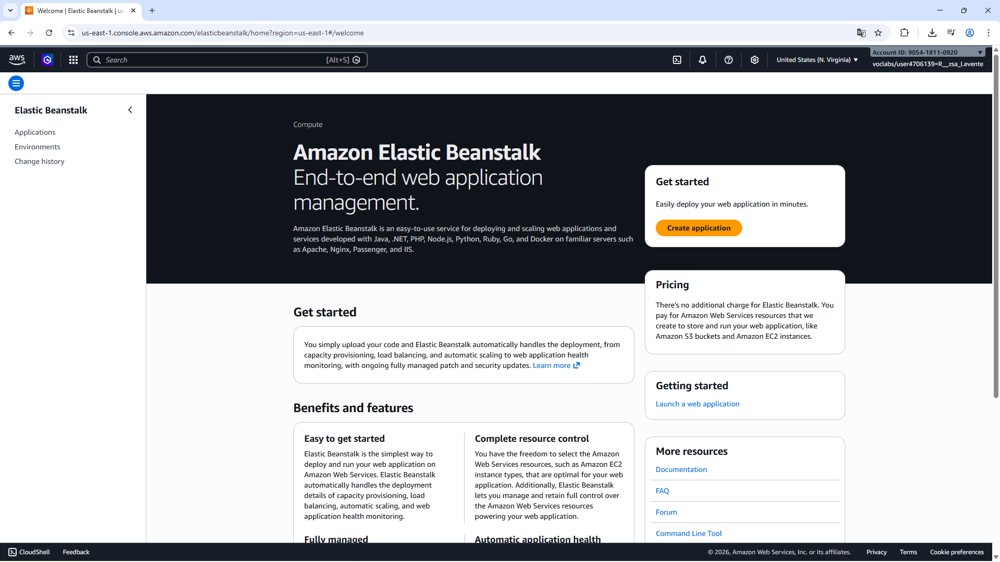 Welcome | Elastic Beanstalk | us
us-east-1.console.aws.amazon.com/elasticbeanstalk/home?region=us-east-1#/welcome
aws
Search
[Alt+S]
United States (N. Virginia)
Account ID: 9054-1811-0920
voclabs/user4706139=R__zsa_Levente
Elastic Beanstalk
Applications
Environments
Change history
Compute
Amazon Elastic Beanstalk
End-to-end web application
management.
Amazon Elastic Beanstalk is an easy-to-use service for deploying and scaling web applications and
services developed with Java, .NET, PHP, Node.js, Python, Ruby, Go, and Docker on familiar servers such
as Apache, Nginx, Passenger, and IIS.
Get started
Easily deploy your web application in minutes.
Create application
Pricing
There's no additional charge for Elastic Beanstalk. You
pay for Amazon Web Services resources that we
create to store and run your web application, like
Amazon S3 buckets and Amazon EC2 instances.
Get started
You simply upload your code and Elastic Beanstalk automatically handles the deployment, from
capacity provisioning, load balancing, and automatic scaling to web application health
monitoring, with ongoing fully managed patch and security updates. Learn more
Getting started
Launch a web application
Benefits and features
Easy to get started
Elastic Beanstalk is the simplest way to
deploy and run your web application on
Amazon Web Services. Elastic Beanstalk
automatically handles the deployment
details of capacity provisioning, load
balancing, automatic scaling, and web
application health monitoring.
Complete resource control
You have the freedom to select the Amazon
Web Services resources, such as Amazon EC2
instance types, that are optimal for your web
application. Additionally, Elastic Beanstalk
lets you manage and retain full control over
the Amazon Web Services resources
powering your web application.
Fully managed
Automatic application health
More resources
Documentation
FAQ
Forum
Command Line Tool
CloudShell
Feedback
© 2026, Amazon Web Services, Inc. or its affiliates.
Privacy
Terms
Cookie preferences